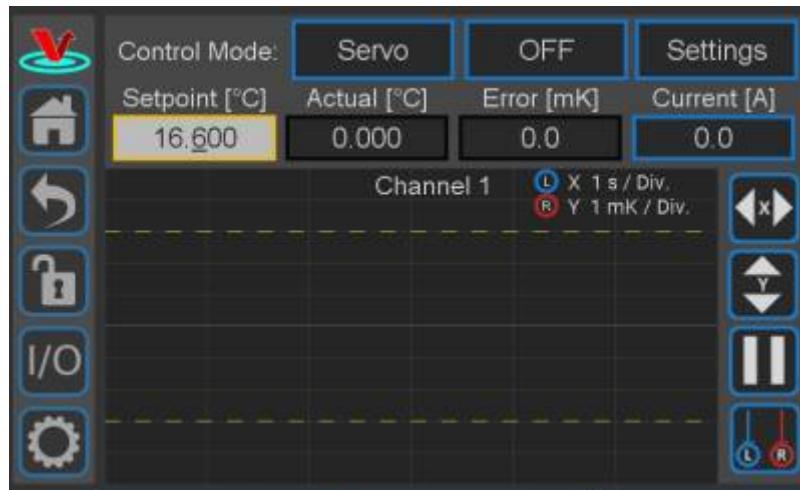 Control Mode: Servo OFF Settings
Setpoint [°C] Actual [°C] Error [mK] Current [A]
16.600 0.000 0.0 0.0
Channel 1 L X 1 s / Div.
R Y 1 mK / Div.
X
Y
I/O
L R